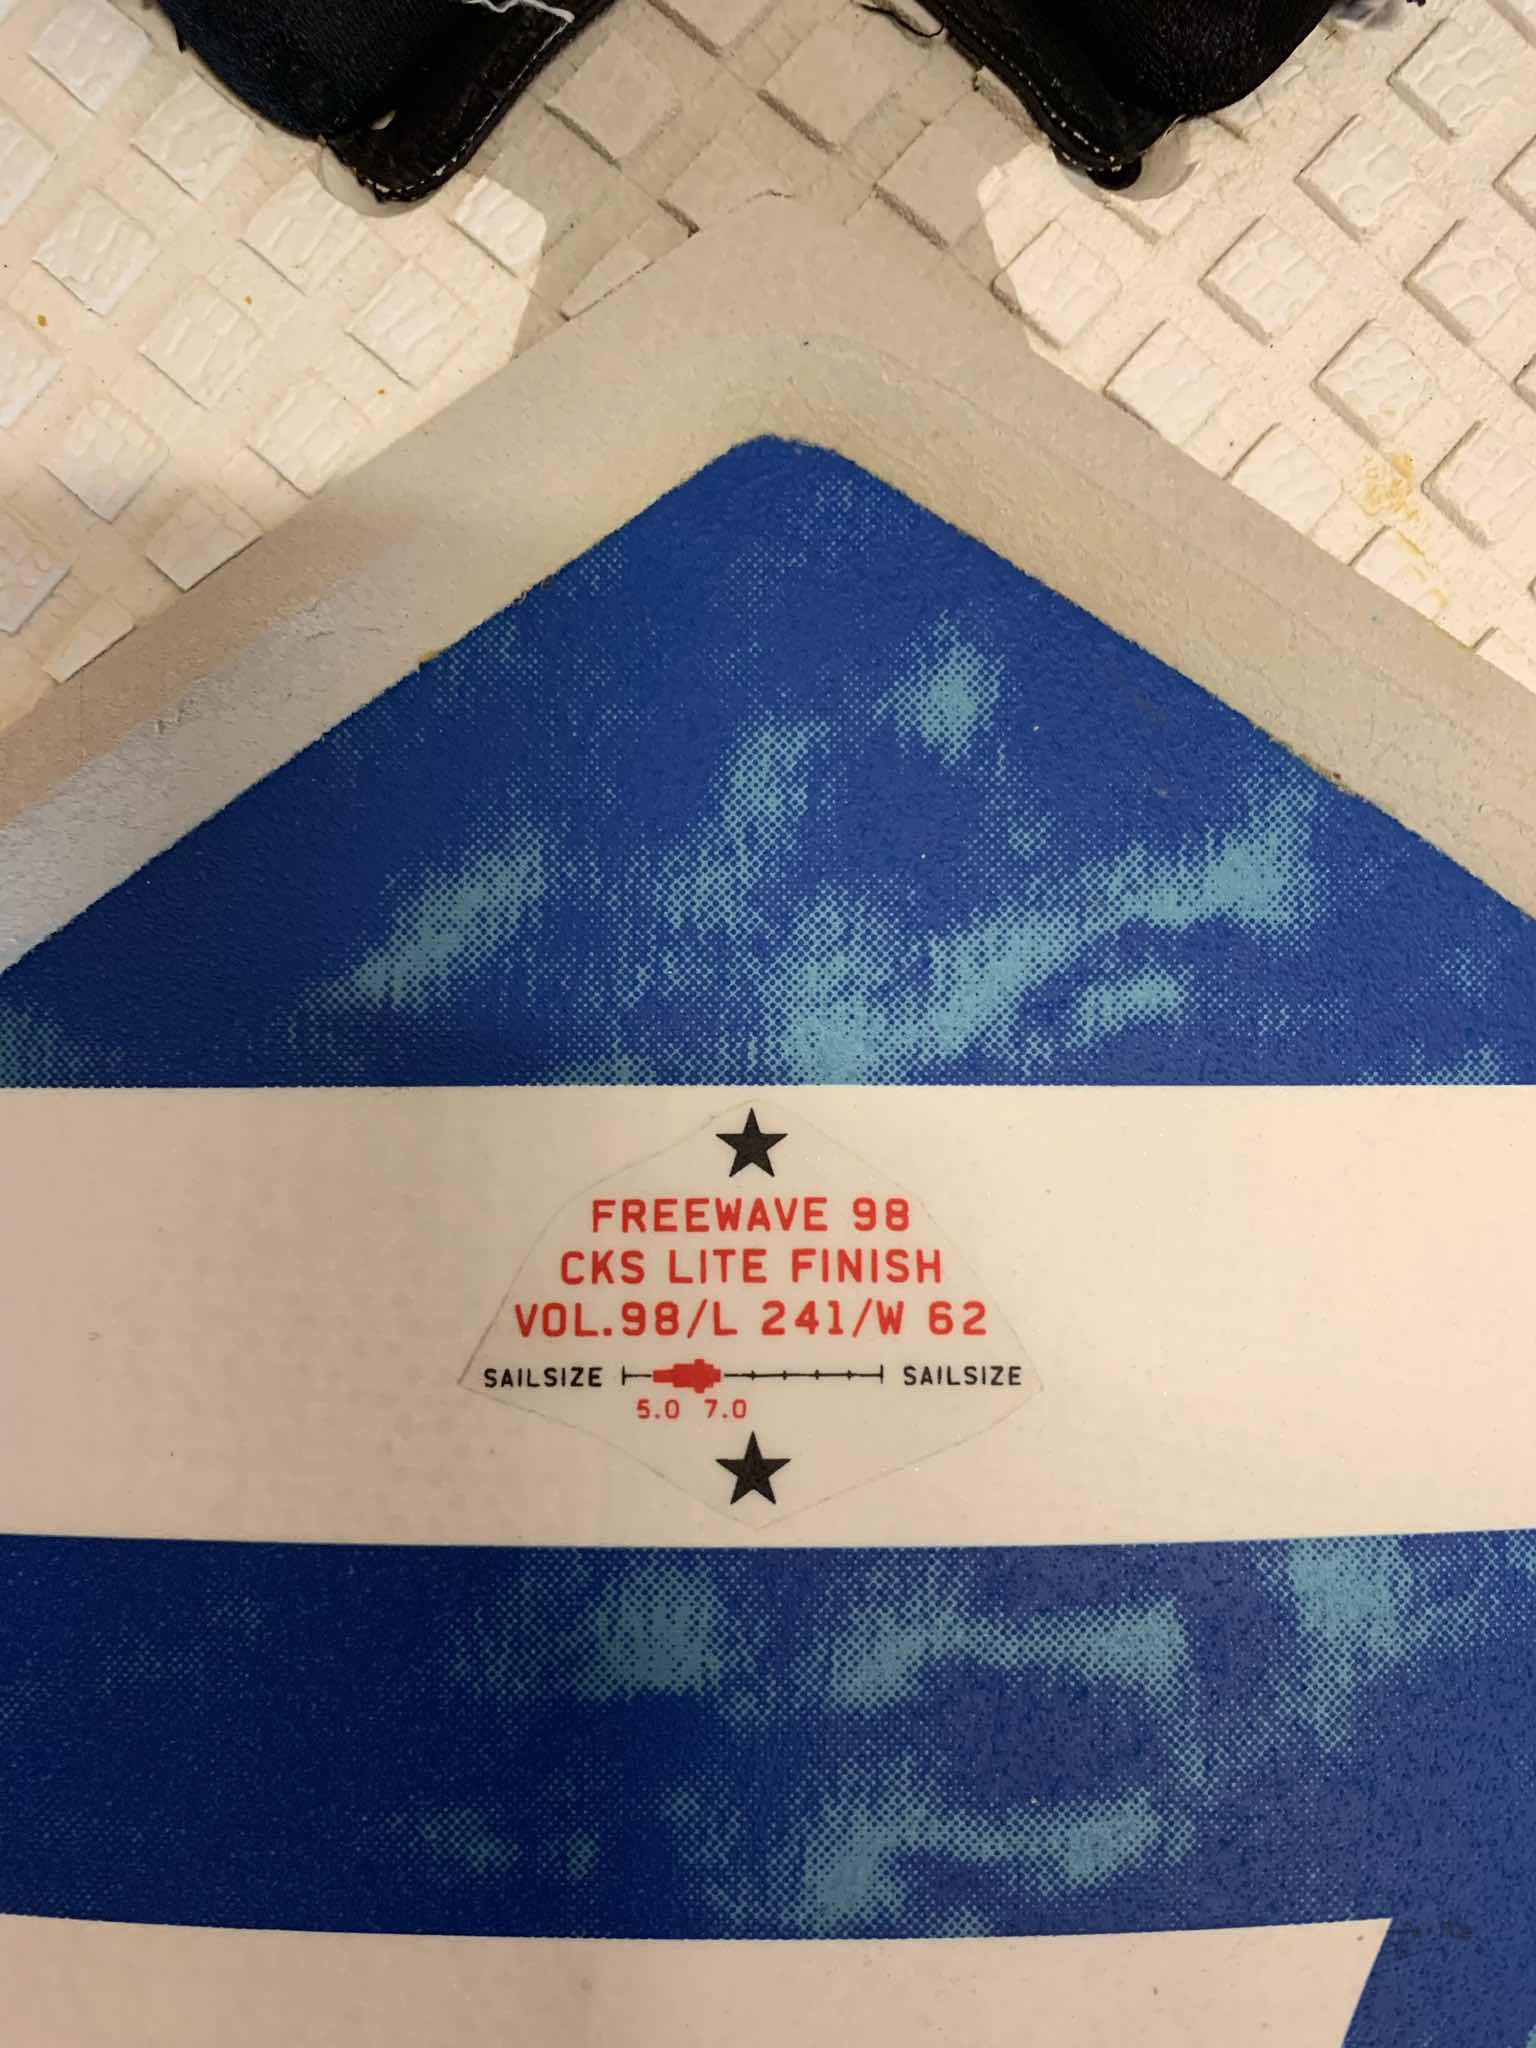 FREEWAVE 98
CKS LITE FINISH
VOL.98/L 241/W 62
SAILSIZE SAILSIZE
5.0 7.0